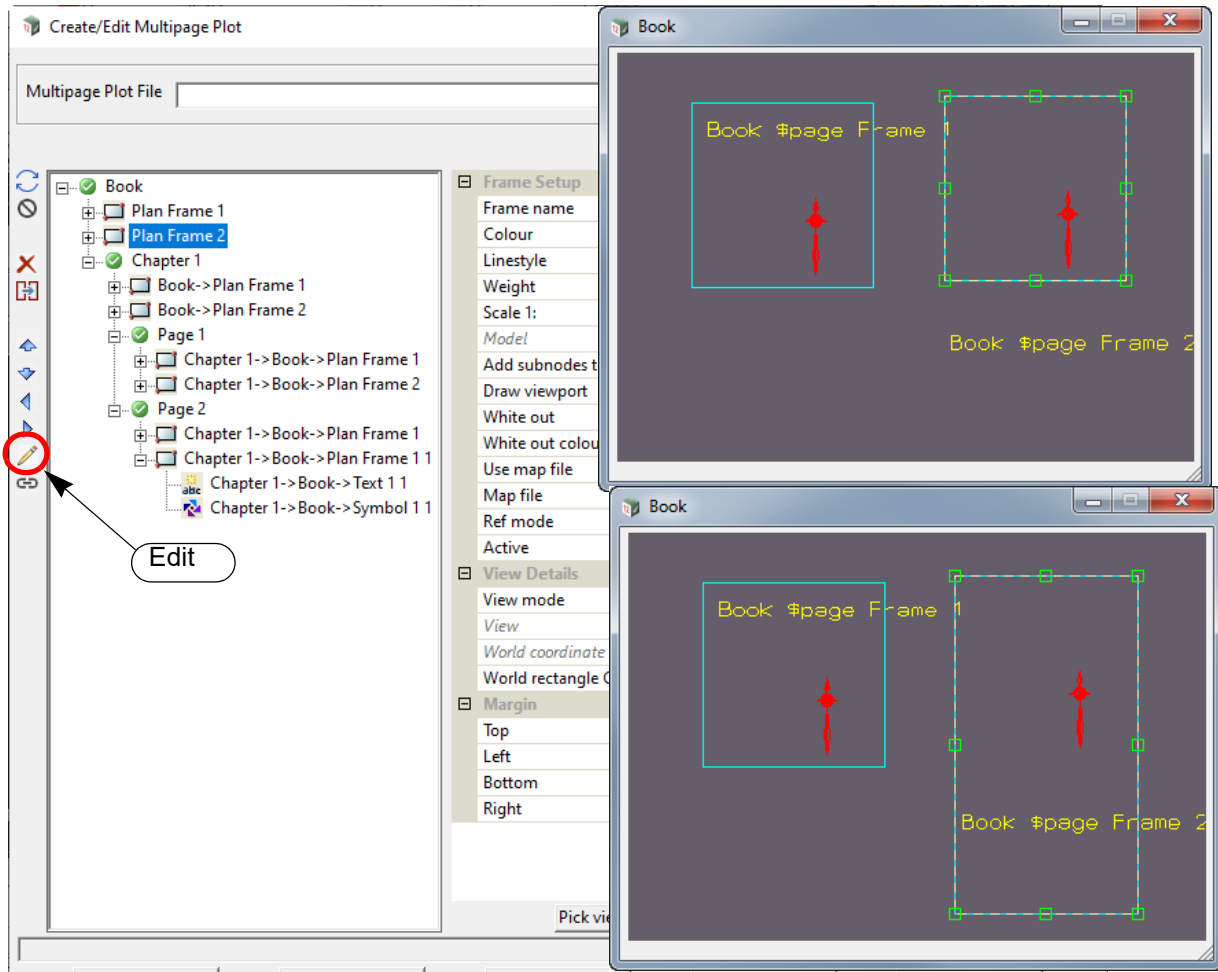 Create/Edit Multipage Plot
Multipage Plot File
Book
Plan Frame 1
Plan Frame 2
Chapter 1
Book->Plan Frame 1
Book->Plan Frame 2
Page 1
Chapter 1->Book->Plan Frame 1
Chapter 1->Book->Plan Frame 2
Page 2
Chapter 1->Book->Plan Frame 1
Chapter 1->Book->Plan Frame 1 1
abc
Chapter 1->Book->Text 1 1
Chapter 1->Book->Symbol 1 1
Edit
Frame Setup
Frame name
Colour
Linestyle
Weight
Scale 1:
Model
Add subnodes t
Draw viewport
White out
White out colou
Use map file
Map file
Ref mode
Active
View Details
View mode
View
World coordinate
World rectangle
Margin
Top
Left
Bottom
Right
Pick vie
Book
Book $page Frame 1
Book $page Frame 2
Book
Book $page Frame 1
Book $page Frame 2